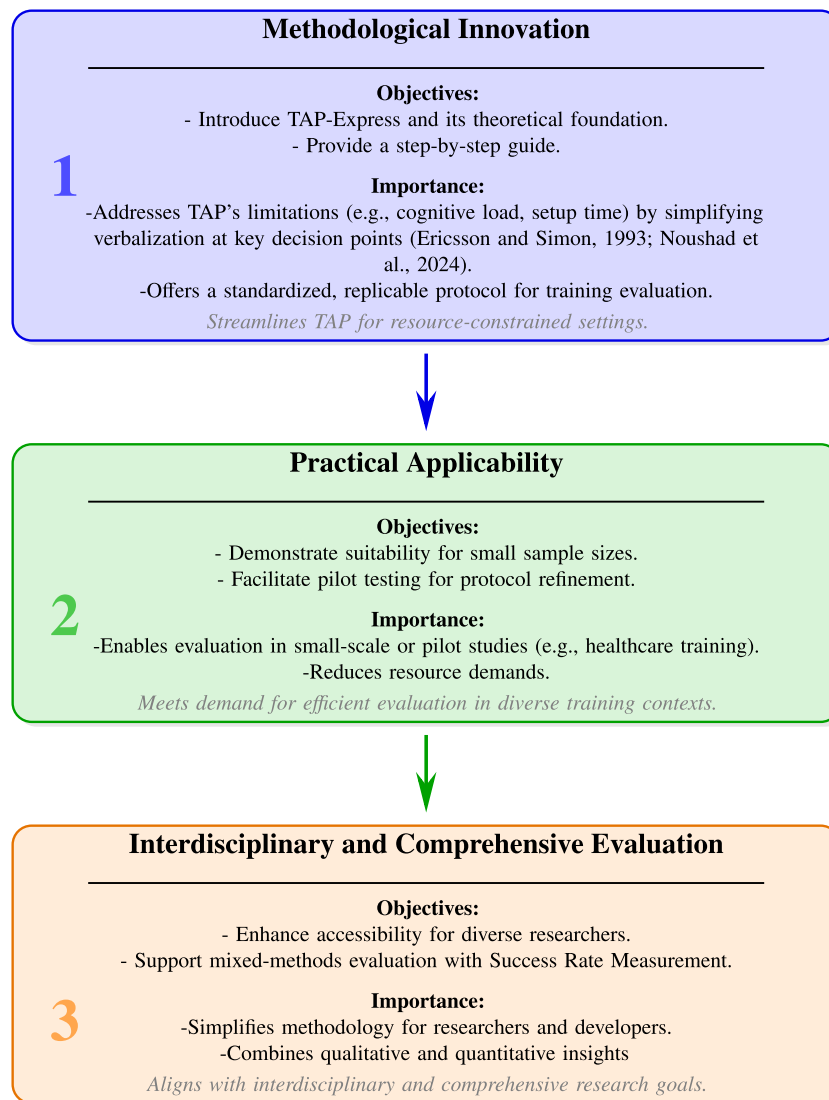 Methodological Innovation
Objectives:
- Introduce TAP-Express and its theoretical foundation.
- Provide a step-by-step guide.
1
Importance:
-Addresses TAP's limitations (e.g., cognitive load, setup time) by simplifying
verbalization at key decision points (Ericsson and Simon, 1993; Noushad et
al., 2024).
-Offers a standardized, replicable protocol for training evaluation.
Streamlines TAP for resource-constrained settings.
Practical Applicability
Objectives:
- Demonstrate suitability for small sample sizes.
- Facilitate pilot testing for protocol refinement.
2
Importance:
-Enables evaluation in small-scale or pilot studies (e.g., healthcare training).
-Reduces resource demands.
Meets demand for efficient evaluation in diverse training contexts.
Interdisciplinary and Comprehensive Evaluation
Objectives:
- Enhance accessibility for diverse researchers.
- Support mixed-methods evaluation with Success Rate Measurement.
3
Importance:
-Simplifies methodology for researchers and developers.
-Combines qualitative and quantitative insights
Aligns with interdisciplinary and comprehensive research goals.